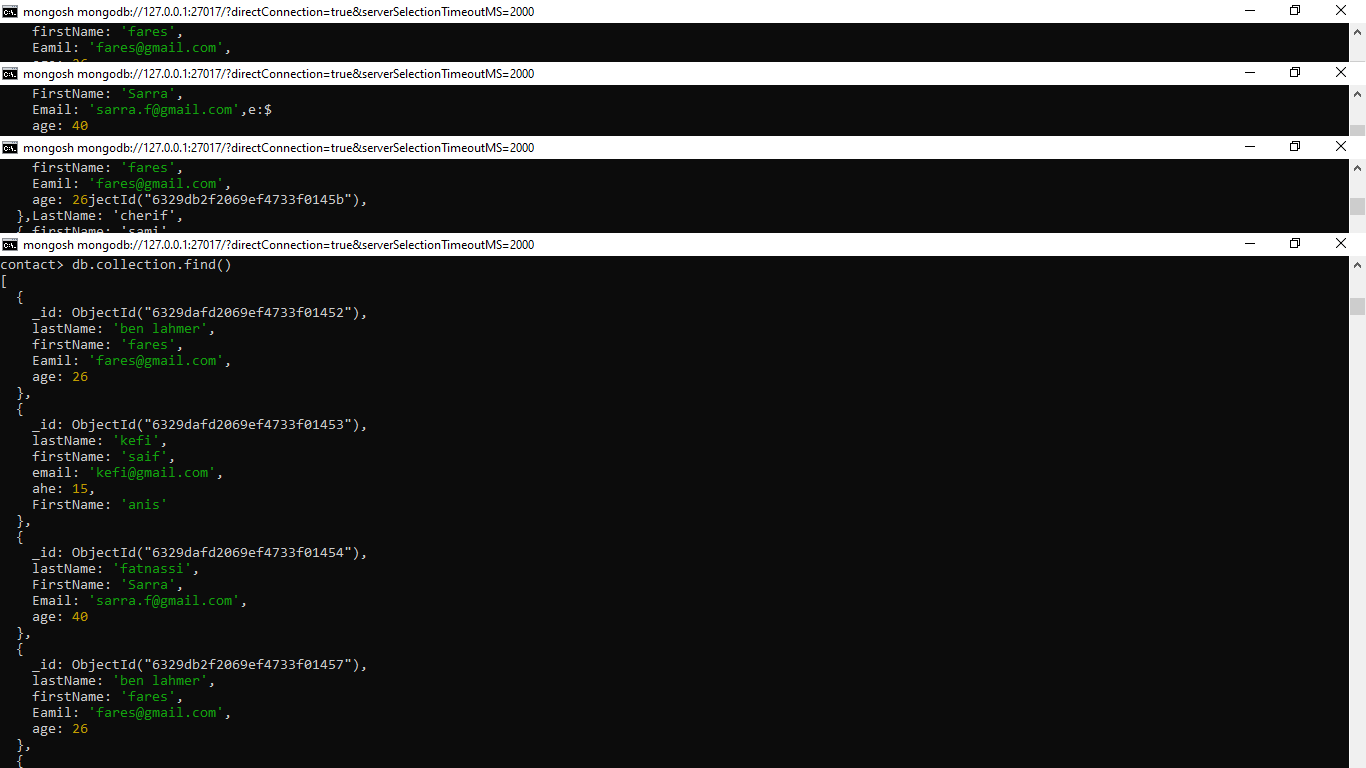 mongosh mongodb://127.0.0.1:27017/?directConnection=true&serverSelectionTimeoutMS=2000
firstName: 'fares',
Eamil: 'fares@gmail.com',
mongosh mongodb://127.0.0.1:27017/?directConnection=true&serverSelectionTimeoutMS=2000
FirstName: 'Sarra',
Email: 'sarra.f@gmail.com',e:$
age: 40
mongosh mongodb://127.0.0.1:27017/?directConnection=true&serverSelectionTimeoutMS=2000
firstName: 'fares',
Eamil: 'fares@gmail.com',
age: 26jectId("6329db2f2069ef4733f0145b"),
},LastName: 'cherif',
{ firstName: 'sami'
mongosh mongodb://127.0.0.1:27017/?directConnection=true&serverSelectionTimeoutMS=2000
contact> db.collection.find()
[
{
_id: ObjectId("6329dafd2069ef4733f01452"),
lastName: 'ben lahmer',
firstName: 'fares',
Eamil: 'fares@gmail.com',
age: 26
},
{
_id: ObjectId("6329dafd2069ef4733f01453"),
lastName: 'kefi',
firstName: 'saif',
email: 'kefi@gmail.com',
ahe: 15,
FirstName: 'anis'
},
{
_id: ObjectId("6329dafd2069ef4733f01454"),
lastName: 'fatnassi',
FirstName: 'Sarra',
Email: 'sarra.f@gmail.com',
age: 40
},
{
_id: ObjectId("6329db2f2069ef4733f01457"),
lastName: 'ben lahmer',
firstName: 'fares',
Eamil: 'fares@gmail.com',
age: 26
},
{